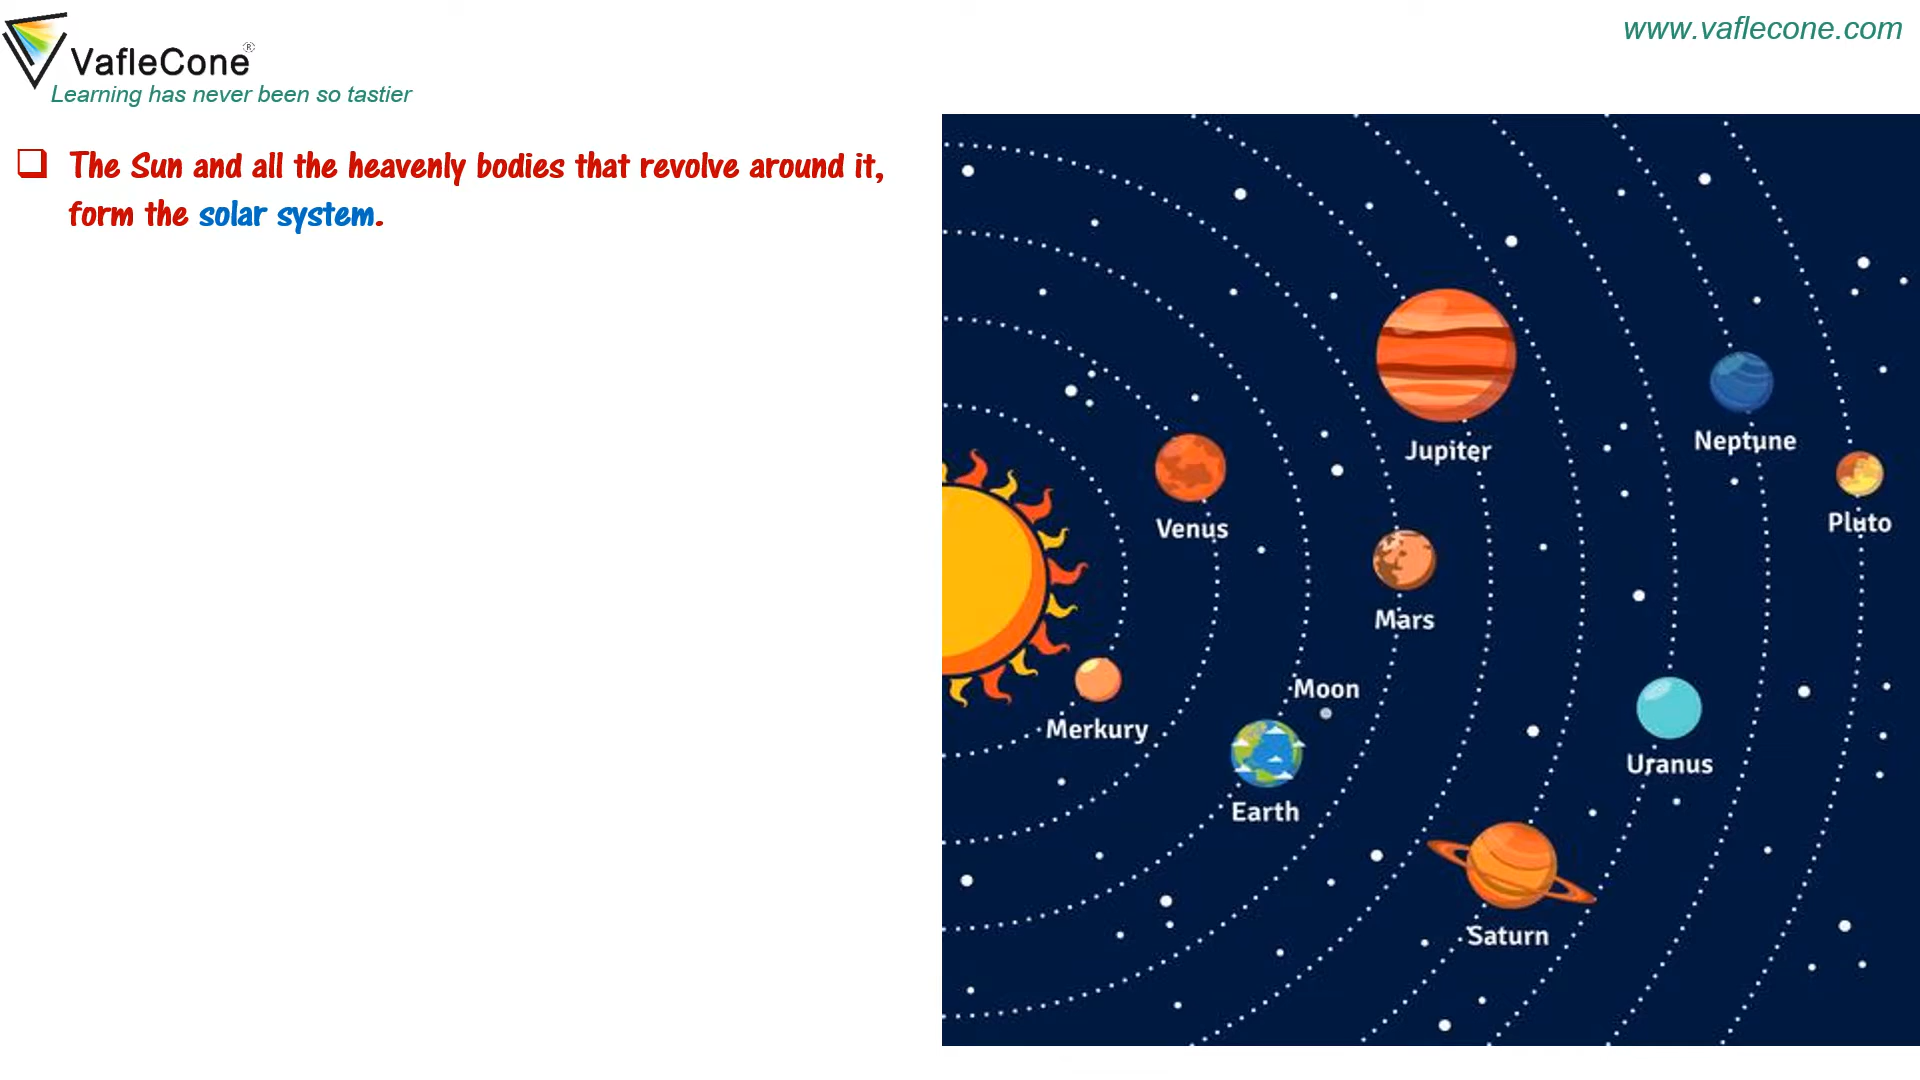 VafleCone®
Learning has never been so tastier
www.vaflecone.com
❑ The Sun and all the heavenly bodies that revolve around it,
form the solar system.
Jupiter
Neptune
Venus
Pluto
Mars
Moon
Merkury
Uranus
Earth
Saturn